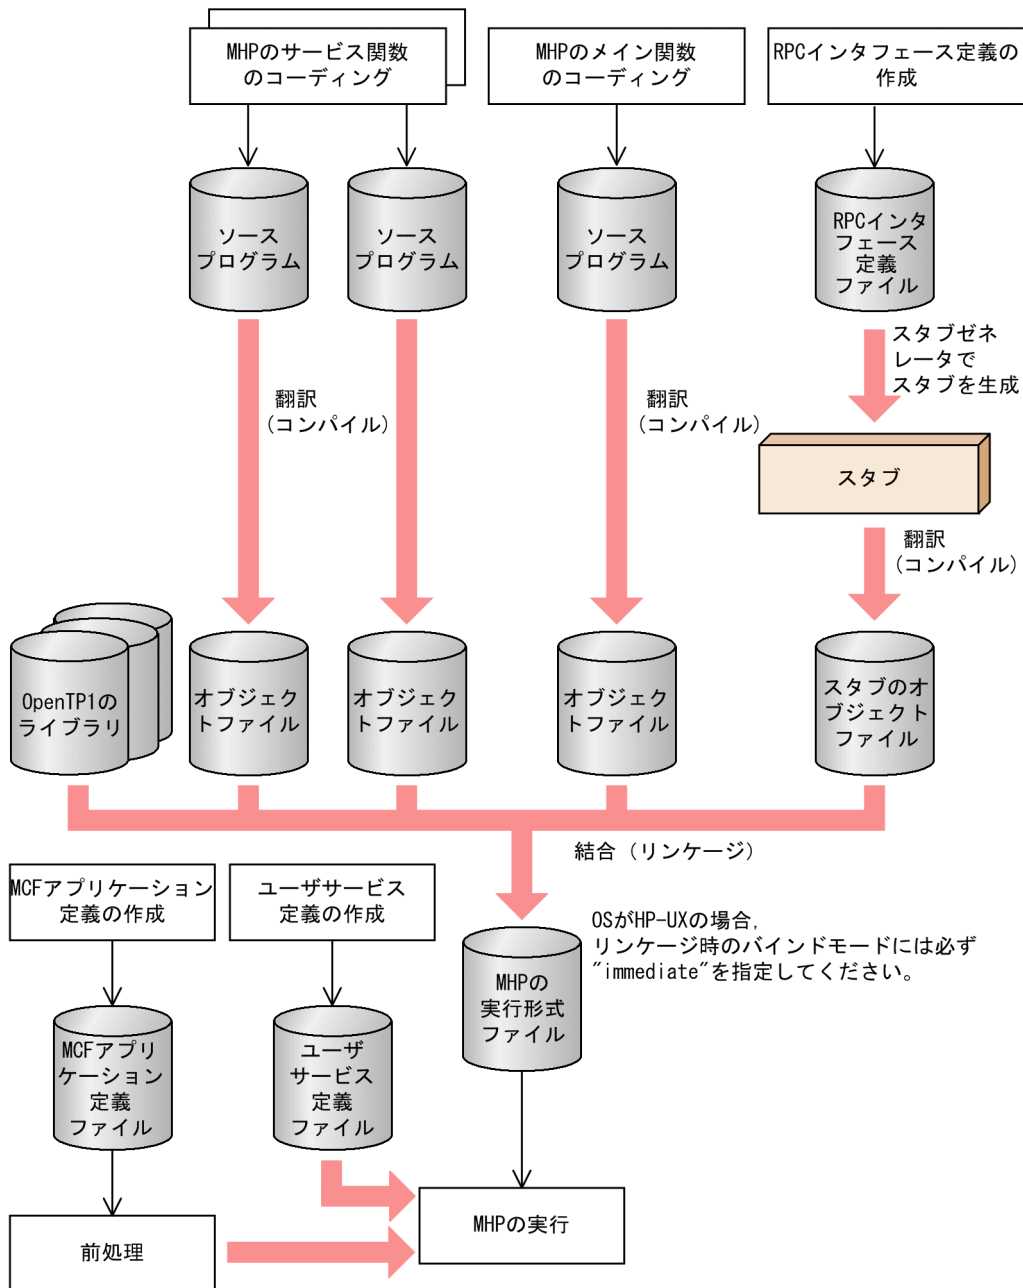 MHPのサービス関数
のコーディング
MHPのメイン関数
のコーディング
RPCインタフェース定義の
作成
ソース
プログラム
ソース
プログラム
ソース
プログラム
RPCインタ
フェース
定義
ファイル
スタブゼネ
レータで
スタブを生成
翻訳
(コンパイル)
翻訳
(コンパイル)
スタブ
翻訳
(コンパイル)
OpenTP1の
ライブラリ
オブジェク
トファイル
オブジェク
トファイル
オブジェク
トファイル
スタブのオ
ブジェクト
ファイル
結合（リンケージ）
MCFアプリケーション
定義の作成
ユーザサービス
定義の作成
OSがHP-UXの場合,
リンケージ時のバインドモードには必ず
"immediate"を指定してください。
MHPの
実行形式
ファイル
MCFアプリ
ケーション
定義
ファイル
ユーザ
サービス
定義
ファイル
前処理
MHPの実行